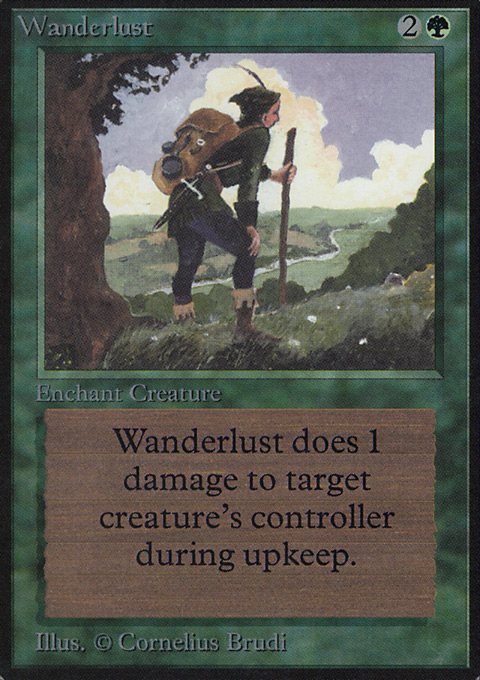 Wanderlust 2
Enchant Creature
Wanderlust does 1
damage to target
creature's controller
during upkeep.
Illus. © Cornelius Brudi